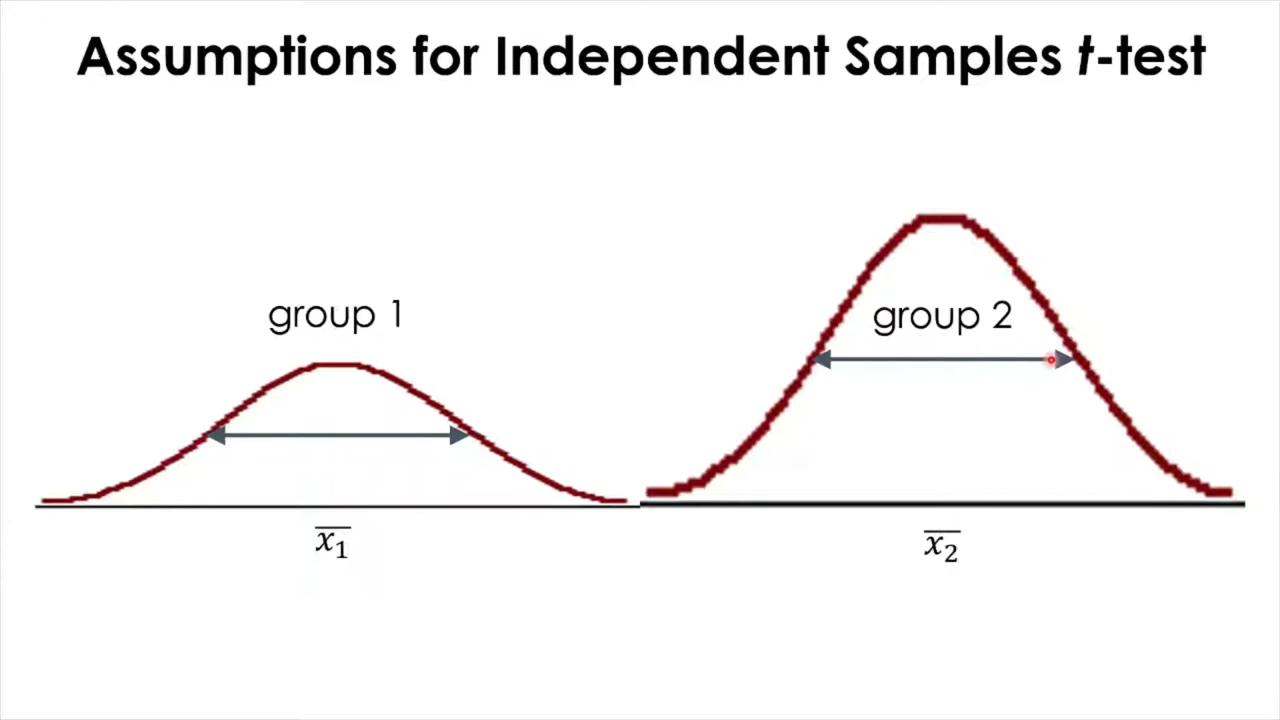 Assumptions for Independent Samples t-test
group 1
group 2
x̄₁
x̄₂